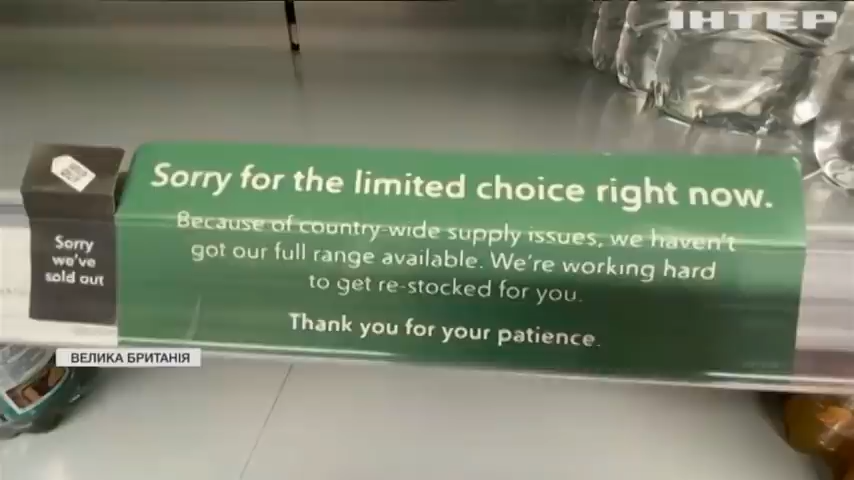 ІНТЕР
Sorry for the limited choice right now.
Because of country-wide supply issues, we haven't
got our full range available. We're working hard
to get re-stocked for you.
Thank you for your patience.
Sorry
we've
sold out
ВЕЛИКА БРИТАНІЯ